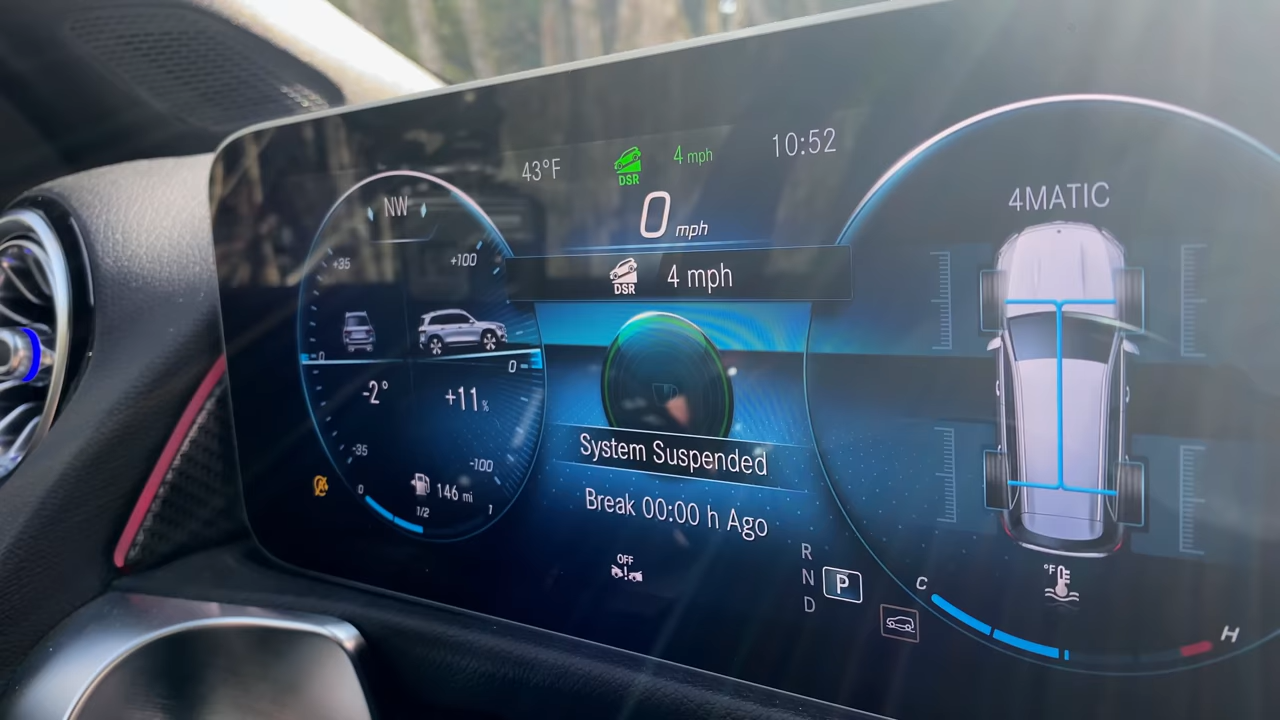 43°F
DSR
4 mph
10:52
0 mph
DSR 4 mph
NW
+35
+100
0
0
-2°
+11%
-35
-100
0
1/2
1
146 mi
System Suspended
Break 00:00 h Ago
OFF
R
N
D
P
4MATIC
°F
C
H